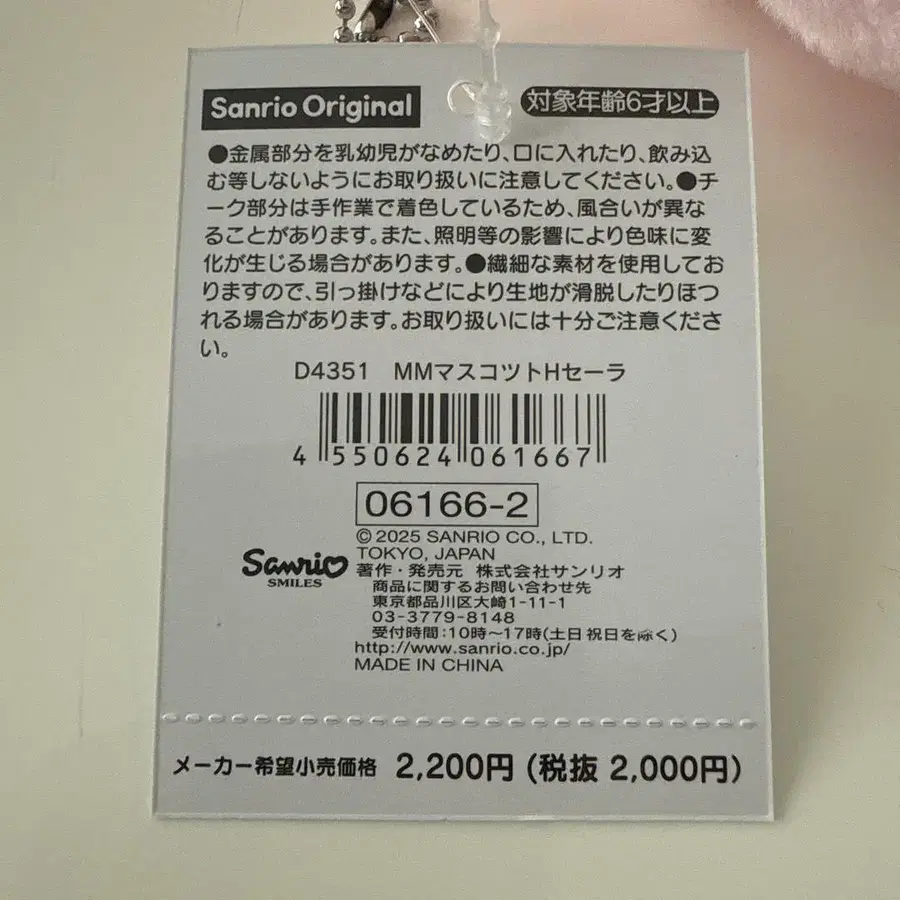 Sanrio Original
対象年齢6才以上
●金属部分を乳幼児がなめたり、口に入れたり、飲み込
む等しないようにお取り扱いに注意してください。●チ
ーク部分は手作業で着色しているため、風合いが異な
ることがあります。また、照明等の影響により色味に変
化が生じる場合があります。●繊細な素材を使用してお
りますので、引っ掛けなどにより生地が滑脱したりほつ
れる場合があります。お取り扱いには十分ご注意くださ
い。
D4351 MMマスコツトHセーラ
4 550624 061667
06166-2
© 2025 SANRIO CO., LTD.
TOKYO, JAPAN
Sanrio
SMILES
著作・発売元 株式会社サンリオ
商品に関するお問い合わせ先
東京都品川区大崎1-11-1
03-3779-8148
受付時間:10時〜17時(土日祝日を除く)
http://www.sanrio.co.jp/
MADE IN CHINA
メーカー希望小売価格 2,200円 (税抜 2,000円)